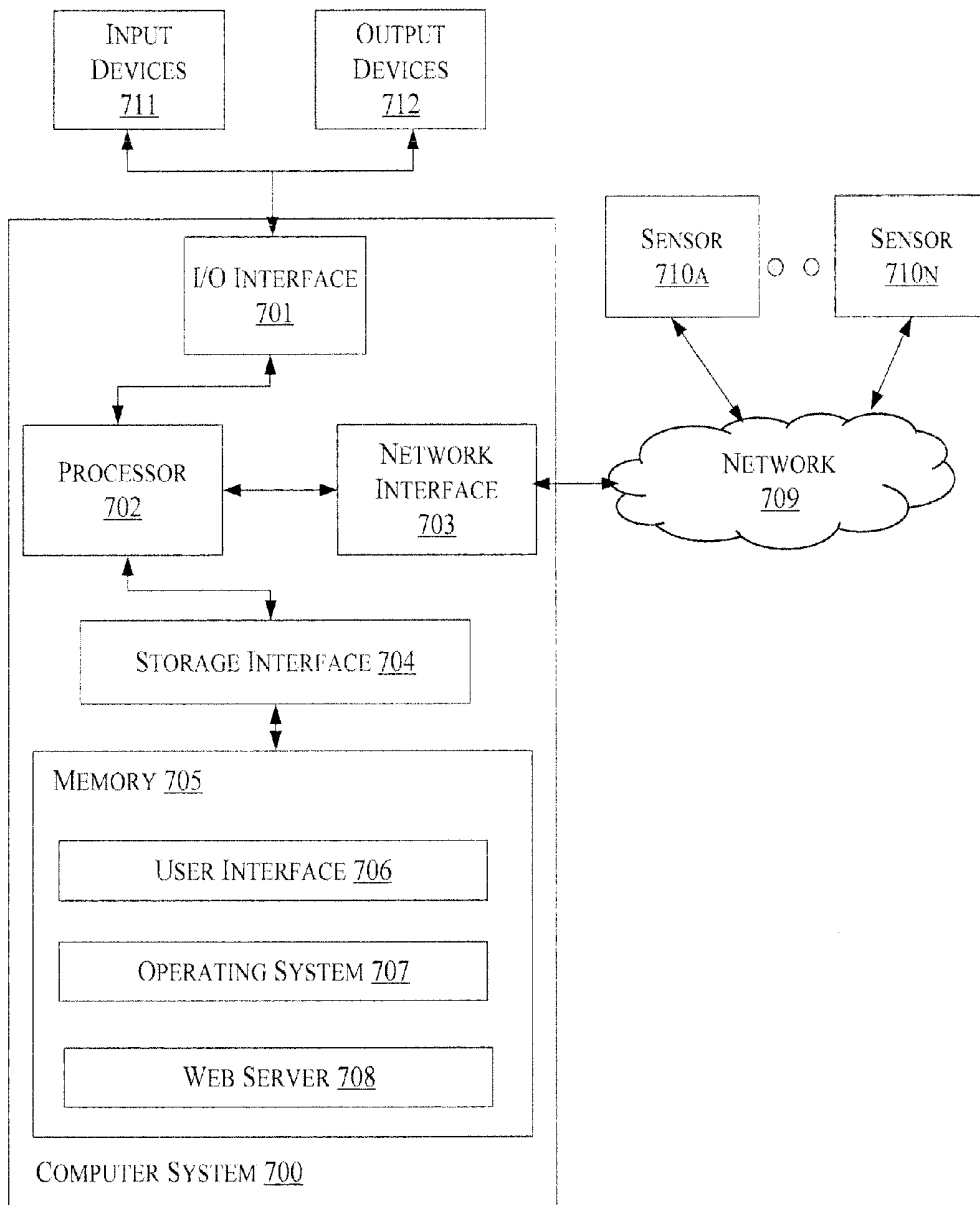 INPUT
DEVICES
711
OUTPUT
DEVICES
712
I/O INTERFACE
701
SENSOR
710A
SENSOR
710N
PROCESSOR
702
NETWORK
INTERFACE
703
NETWORK
709
STORAGE INTERFACE 704
MEMORY 705
USER INTERFACE 706
OPERATING SYSTEM 707
WEB SERVER 708
COMPUTER SYSTEM 700